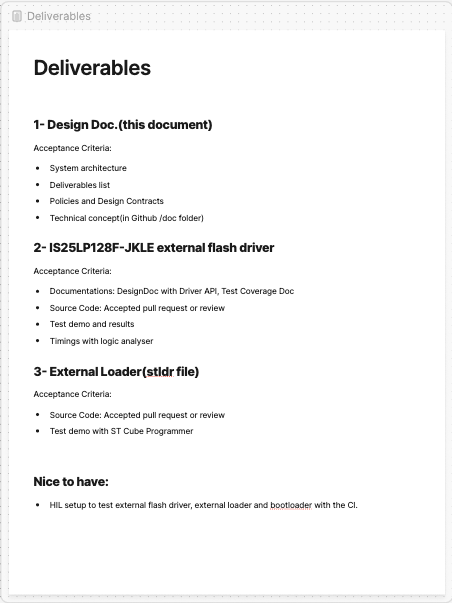 Deliverables
Deliverables
1- Design Doc.(this document)
Acceptance Criteria:
• System architecture
• Deliverables list
• Policies and Design Contracts
• Technical concept(in Github /doc folder)
2- IS25LP128F-JKLE external flash driver
Acceptance Criteria:
• Documentations: DesignDoc with Driver API, Test Coverage Doc
• Source Code: Accepted pull request or review
• Test demo and results
• Timings with logic analyser
3- External Loader(stldr file)
Acceptance Criteria:
• Source Code: Accepted pull request or review
• Test demo with ST Cube Programmer
Nice to have:
• HIL setup to test external flash driver, external loader and bootloader with the CI.